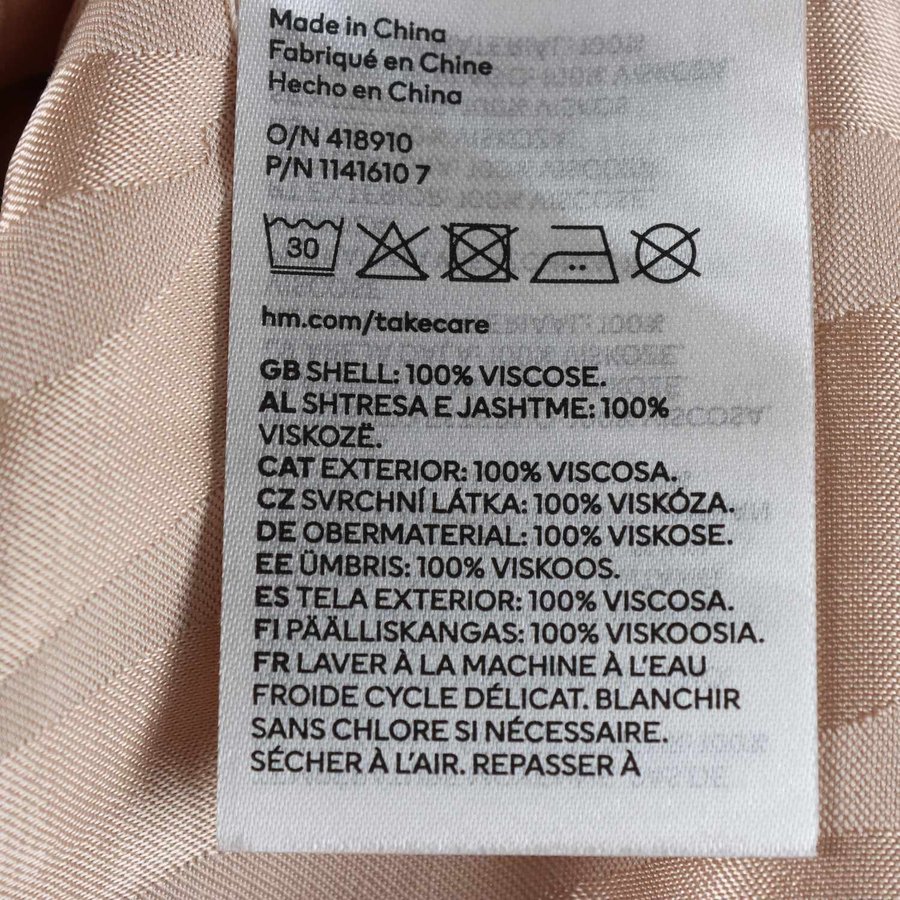 Made in China
Fabriqué en Chine
Hecho en China
O/N 418910
P/N 1141610 7
30
hm.com/takecare
GB SHELL: 100% VISCOSE.
AL SHTRESA E JASHTME: 100%
VISKOZË.
CAT EXTERIOR: 100% VISCOSA.
CZ SVRCHNÍ LÁTKA: 100% VISKÓZA.
DE OBERMATERIAL: 100% VISKOSE.
EE ÜMBRIS: 100% VISKOOS.
ES TELA EXTERIOR: 100% VISCOSA.
FI PÄÄLLISKANGAS: 100% VISKOOSIA.
FR LAVER À LA MACHINE À L'EAU
FROIDE CYCLE DÉLICAT. BLANCHIR
SANS CHLORE SI NÉCESSAIRE.
SÉCHER À L'AIR. REPASSER À